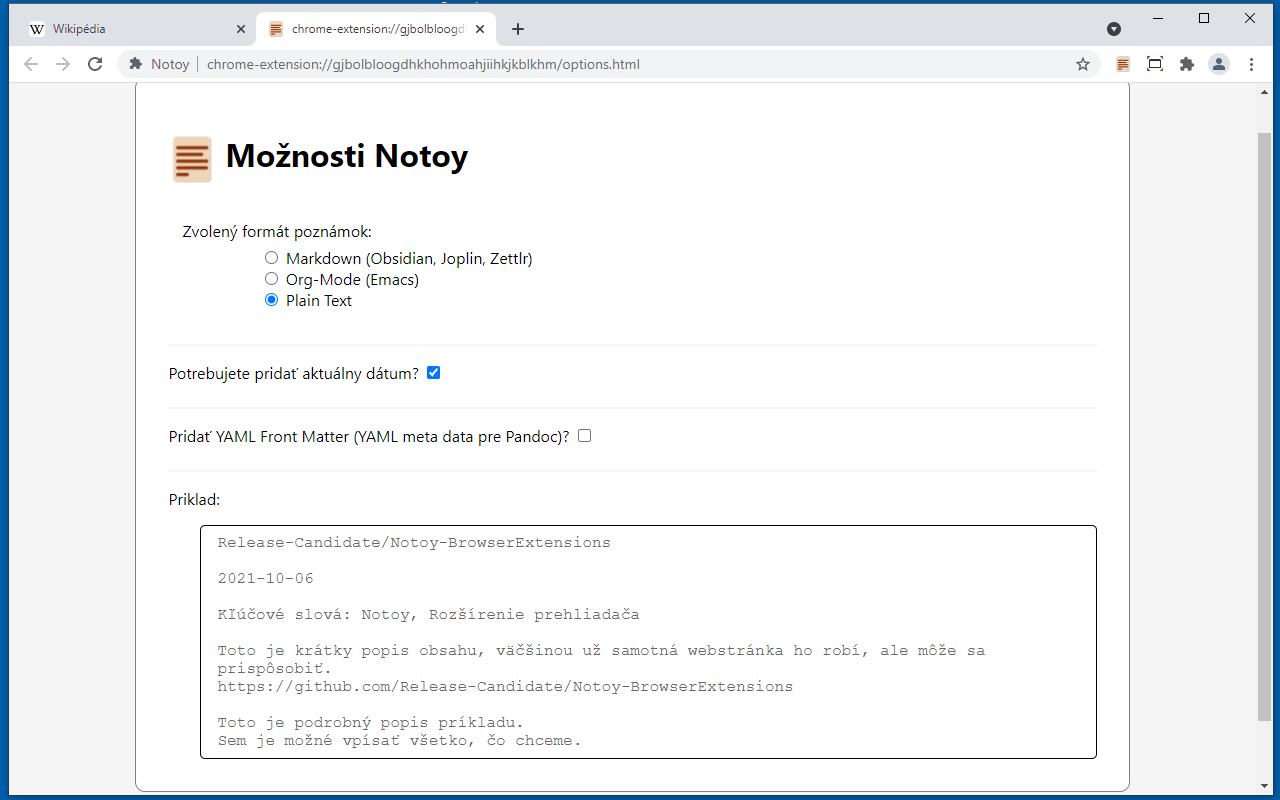 Wikipédia
chrome-extension://gjbolbloogd
Notoy
chrome-extension://gjbolbloogdhkhohmoahjiihkjkblkhm/options.html
Možnosti Notoy
Zvolený formát poznámok:
Markdown (Obsidian, Joplin, Zettlr)
Org-Mode (Emacs)
Plain Text
Potrebujete pridať aktuálny dátum?
Pridať YAML Front Matter (YAML meta data pre Pandoc)?
Priklad:
Release-Candidate/Notoy-BrowserExtensions
2021-10-06
Kľúčové slová: Notoy, Rozšírenie prehliadača
Toto je krátky popis obsahu, väčšinou už samotná webstránka ho robí, ale môže sa
prispôsobiť.
https://github.com/Release-Candidate/Notoy-BrowserExtensions
Toto je podrobný popis príkladu.
Sem je možné vpísať všetko, čo chceme.